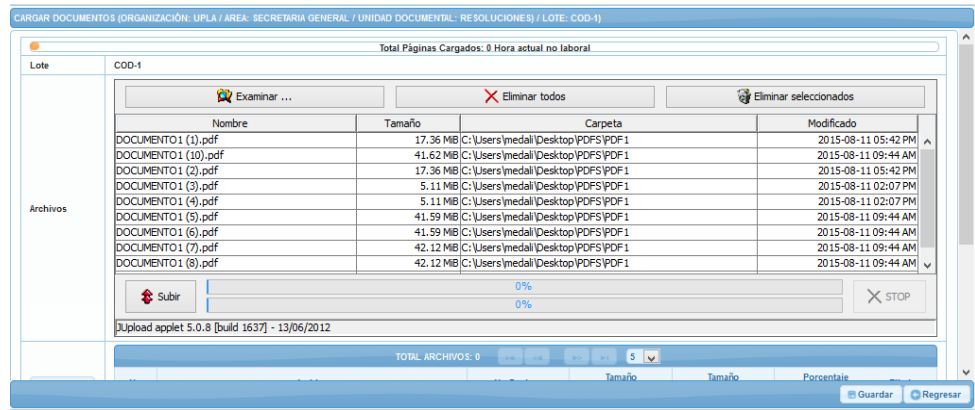 CARGAR DOCUMENTOS (ORGANIZACIÓN: UPLA / AREA: SECRETARIA GENERAL / UNIDAD DOCUMENTAL: RESOLUCIONES) / LOTE: COD-1)
Total Páginas Cargados: 0 Hora actual no laboral
Lote COD-1
Examinar ... Eliminar todos Eliminar seleccionados
Nombre Tamaño Carpeta Modificado
DOCUMENTO1 (1).pdf 17.36 MiB C:\Users\medali\Desktop\PDFS\PDF1 2015-08-11 05:42 PM
DOCUMENTO1 (10).pdf 41.62 MiB C:\Users\medali\Desktop\PDFS\PDF1 2015-08-11 09:44 AM
DOCUMENTO1 (2).pdf 17.36 MiB C:\Users\medali\Desktop\PDFS\PDF1 2015-08-11 05:42 PM
DOCUMENTO1 (3).pdf 5.11 MiB C:\Users\medali\Desktop\PDFS\PDF1 2015-08-11 02:07 PM
DOCUMENTO1 (4).pdf 5.11 MiB C:\Users\medali\Desktop\PDFS\PDF1 2015-08-11 02:07 PM
Archivos
DOCUMENTO1 (5).pdf 41.59 MiB C:\Users\medali\Desktop\PDFS\PDF1 2015-08-11 09:44 AM
DOCUMENTO1 (6).pdf 41.59 MiB C:\Users\medali\Desktop\PDFS\PDF1 2015-08-11 09:44 AM
DOCUMENTO1 (7).pdf 42.12 MiB C:\Users\medali\Desktop\PDFS\PDF1 2015-08-11 09:44 AM
DOCUMENTO1 (8).pdf 42.12 MiB C:\Users\medali\Desktop\PDFS\PDF1 2015-08-11 09:44 AM
Subir 0% STOP
0%
JUpload applet 5.0.8 [build 1637] - 13/06/2012
TOTAL ARCHIVOS: 0 5
Tamaño Tamaño Porcentaje
Guardar Regresar